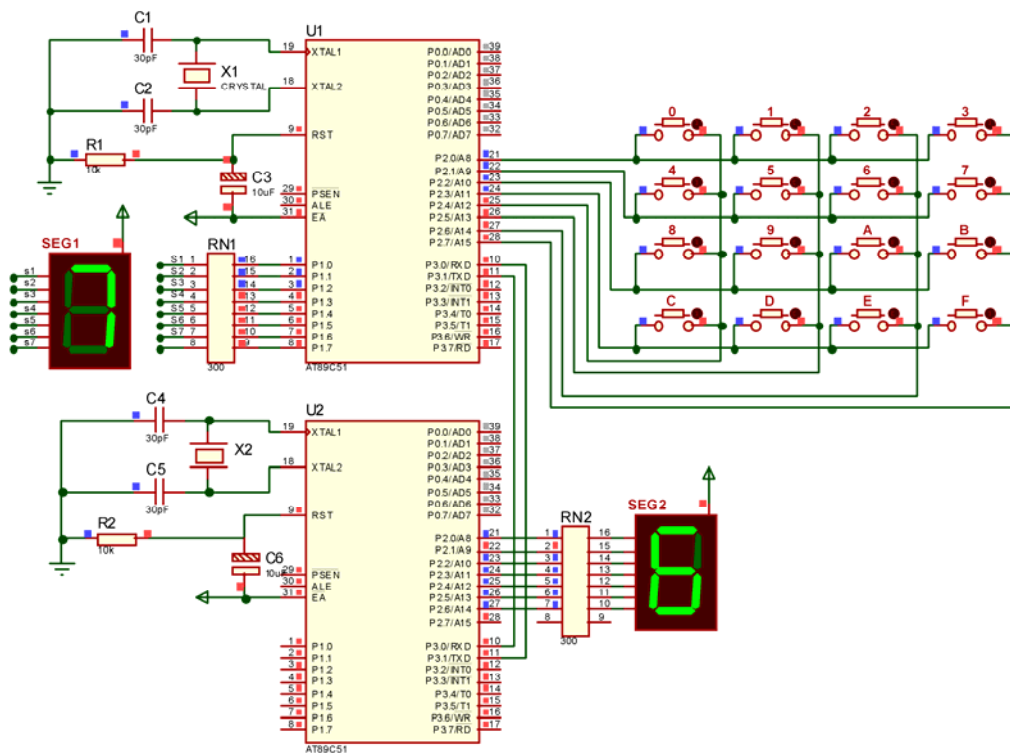 C1
30pF
X1
CRYSTAL
C2
30pF
R1
10k
C3
10uF
U1
19 XTAL1
18 XTAL2
9 RST
29 PSEN
30 ALE
31 EA
1 P1.0
2 P1.1
3 P1.2
4 P1.3
5 P1.4
6 P1.5
7 P1.6
8 P1.7
P0.0/AD0 39
P0.1/AD1 38
P0.2/AD2 37
P0.3/AD3 36
P0.4/AD4 35
P0.5/AD5 34
P0.6/AD6 33
P0.7/AD7 32
P2.0/A8 21
P2.1/A9 22
P2.2/A10 23
P2.3/A11 24
P2.4/A12 25
P2.5/A13 26
P2.6/A14 27
P2.7/A15 28
P3.0/RXD 10
P3.1/TXD 11
P3.2/INT0 12
P3.3/INT1 13
P3.4/T0 14
P3.5/T1 15
P3.6/WR 16
P3.7/RD 17
AT89C51
0 1 2 3
4 5 6 7
8 9 A B
C D E F
SEG1
s1
s2
s3
s4
s5
s6
s7
7
RN1
S1 1 16
S2 2 15
S3 3 14
S4 4 13
S5 5 12
S6 6 11
S7 7 10
8 9
300
C4
30pF
X2
C5
30pF
R2
10k
C6
10uF
U2
19 XTAL1
18 XTAL2
9 RST
29 PSEN
30 ALE
31 EA
1 P1.0
2 P1.1
3 P1.2
4 P1.3
5 P1.4
6 P1.5
7 P1.6
8 P1.7
P0.0/AD0 39
P0.1/AD1 38
P0.2/AD2 37
P0.3/AD3 36
P0.4/AD4 35
P0.5/AD5 34
P0.6/AD6 33
P0.7/AD7 32
P2.0/A8 21
P2.1/A9 22
P2.2/A10 23
P2.3/A11 24
P2.4/A12 25
P2.5/A13 26
P2.6/A14 27
P2.7/A15 28
P3.0/RXD 10
P3.1/TXD 11
P3.2/INT0 12
P3.3/INT1 13
P3.4/T0 14
P3.5/T1 15
P3.6/WR 16
P3.7/RD 17
AT89C51
RN2
1 16
2 15
3 14
4 13
5 12
6 11
7 10
8 9
300
SEG2
6